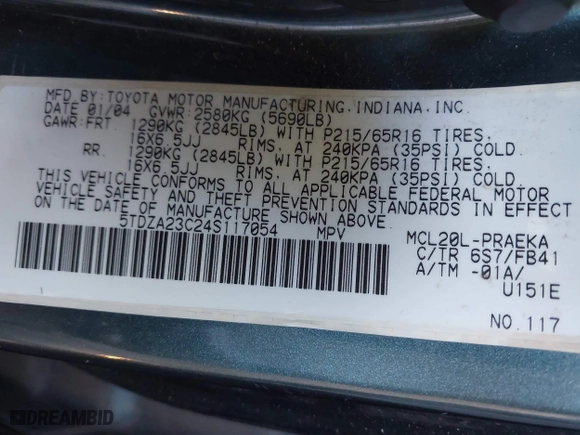 MFD.BY:TOYOTA MOTOR MANUFACTURING.INDIANA.INC
DATE 01/04 GVWR:2580KG (5690LB)
GAWR:FRT 1290KG (2845LB) WITH P215/65R16 TIRES.
16X6.5JJ RIMS. AT 240KPA (35PSI) COLD.
RR 1290KG (2845LB) WITH P215/65R16 TIRES.
16X6.5JJ RIMS. AT 240KPA (35PSI) COLD.
THIS VEHICLE CONFORMS TO ALL APPLICABLE FEDERAL MOTOR
VEHICLE SAFETY AND THEFT PREVENTION STANDARDS IN EFFECT
ON THE DATE OF MANUFACTURE SHOWN ABOVE.
5TDZA23C24S117054 MPV
MCL20L-PRAEKA
C/TR 6S7/FB41
A/TM -01A/
U151E
NO.117
DREAMBID